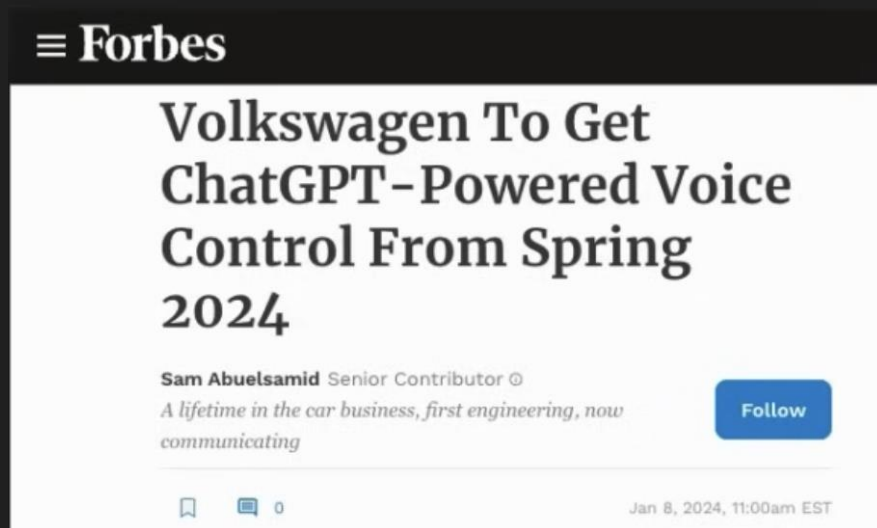 Forbes
Volkswagen To Get
ChatGPT-Powered Voice
Control From Spring
2024
Sam Abuelsamid Senior Contributor
A lifetime in the car business, first engineering, now
communicating
Follow
0
Jan 8, 2024, 11:00am EST